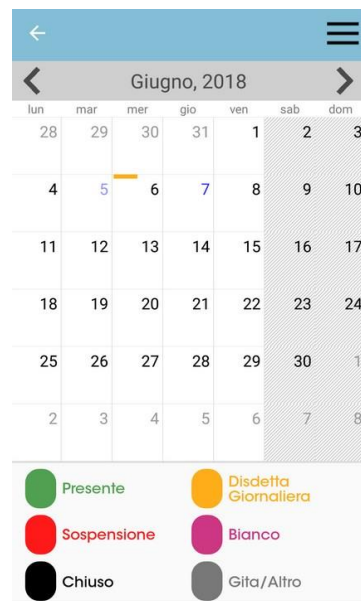 Giugno, 2018
lun mar mer gio ven sab dom
28 29 30 31 1 2 3
4 5 6 7 8 9 10
11 12 13 14 15 16 17
18 19 20 21 22 23 24
25 26 27 28 29 30 1
2 3 4 5 6 7 8
Presente
Disdetta
Giornaliera
Sospensione
Bianco
Chiuso
Gita/Altro